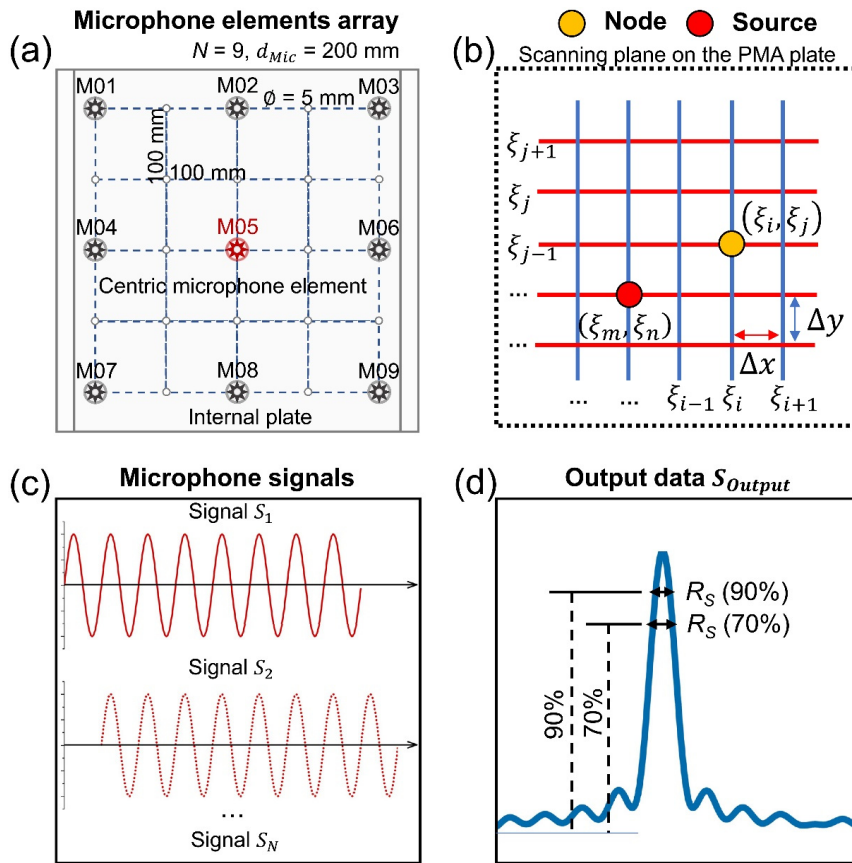 Microphone elements array
(a)
N = 9, d_Mic = 200 mm
M01 M02 M03
ϕ = 5 mm
100 mm
100 mm
M04 M05 M06
Centric microphone element
M07 M08 M09
Internal plate
Node Source
(b)
Scanning plane on the PMA plate
ξ_{j+1}
ξ_j
(ξ_i, ξ_j)
ξ_{j-1}
...
(ξ_m, ξ_n)
Δy
...
Δx
... ... ξ_{i-1} ξ_i ξ_{i+1}
(c)
Microphone signals
Signal S_1
Signal S_2
...
Signal S_N
(d)
Output data S_Output
R_S (90%)
R_S (70%)
90%
70%